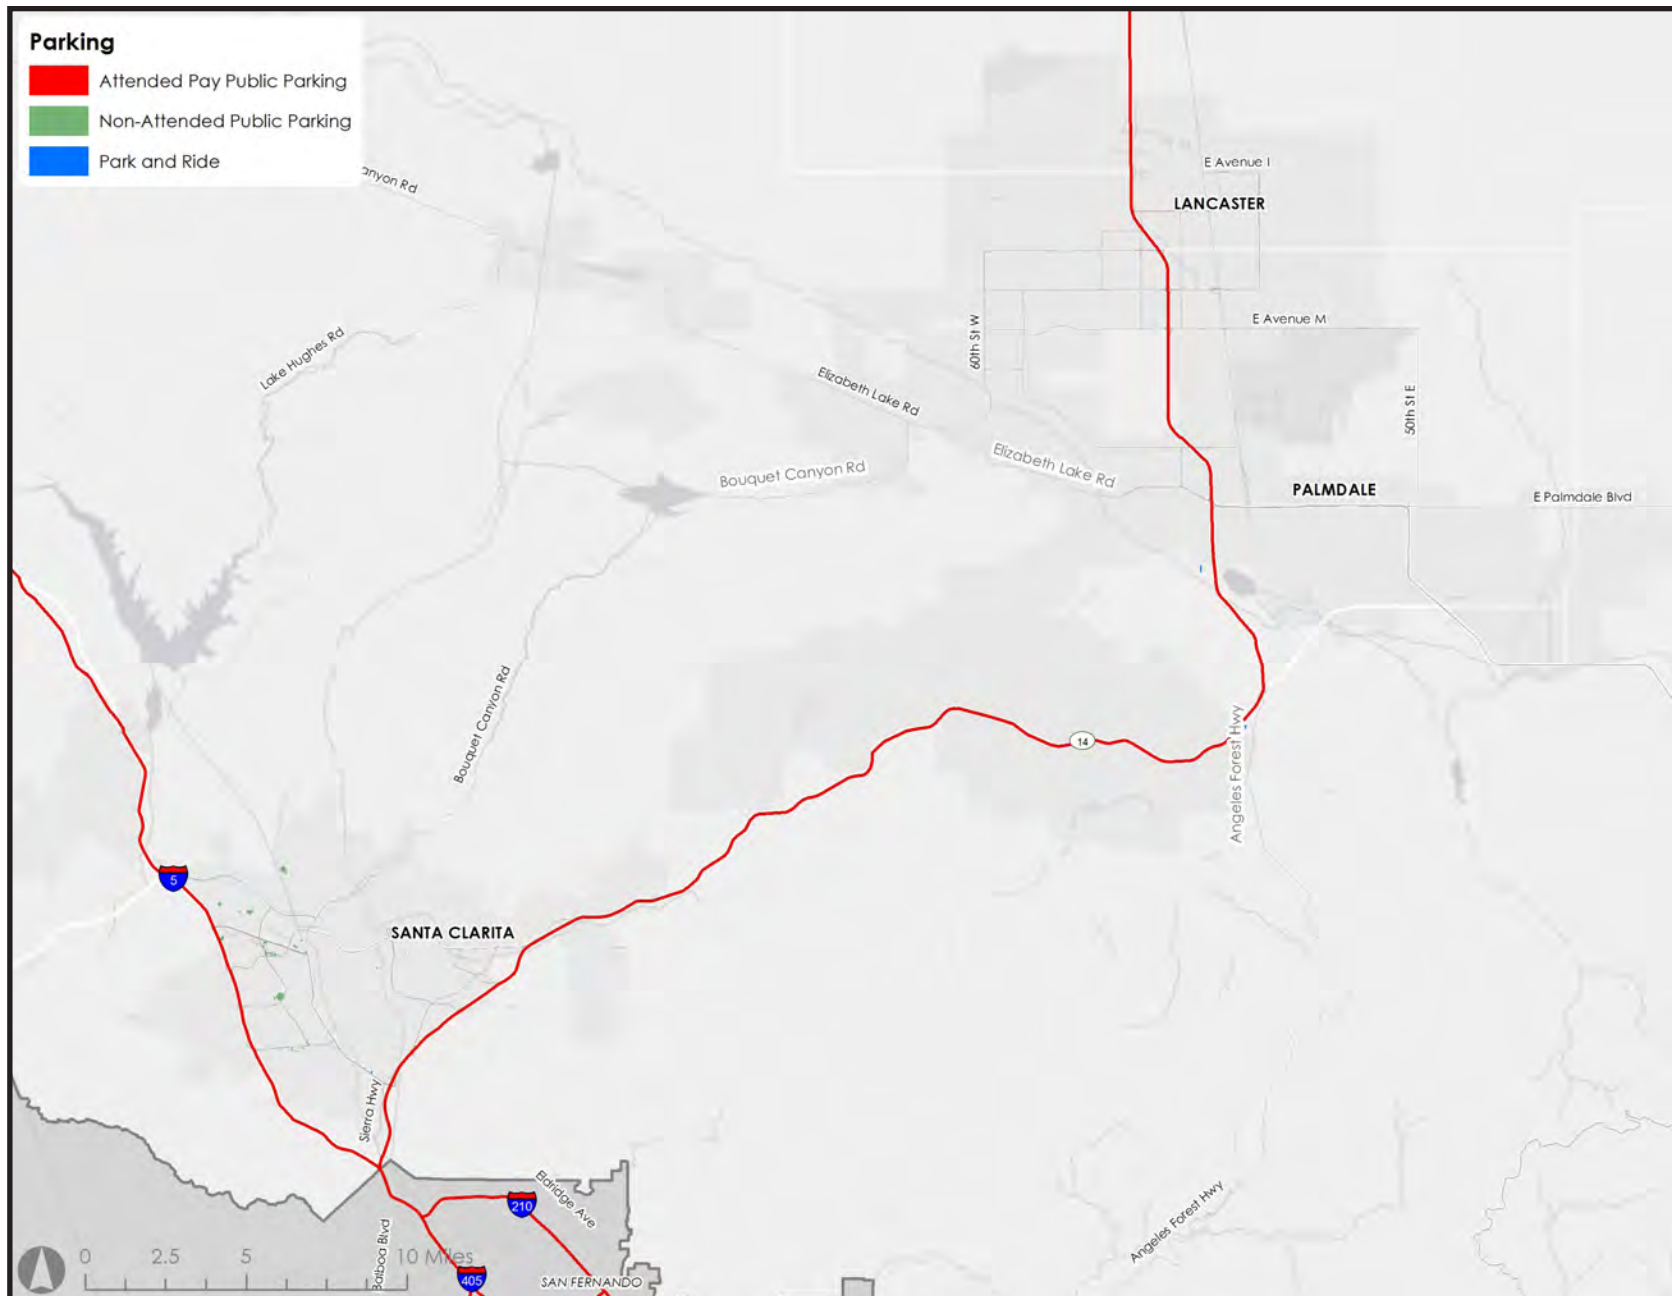 Parking
Attended Pay Public Parking
Non-Attended Public Parking
Park and Ride
anyon Rd
E Avenue I
LANCASTER
60th St W
E Avenue M
Lake Hughes Rd
Elizabeth Lake Rd
50th St E
Bouquet Canyon Rd
Elizabeth Lake Rd
PALMDALE
E Palmdale Blvd
Bouquet Canyon Rd
14
Angeles Forest Hwy
5
SANTA CLARITA
Sierra Hwy
Eldridge Ave
210
Angeles Forest Hwy
Balboa Blvd
0 2.5 5 10 Miles
405
SAN FERNANDO